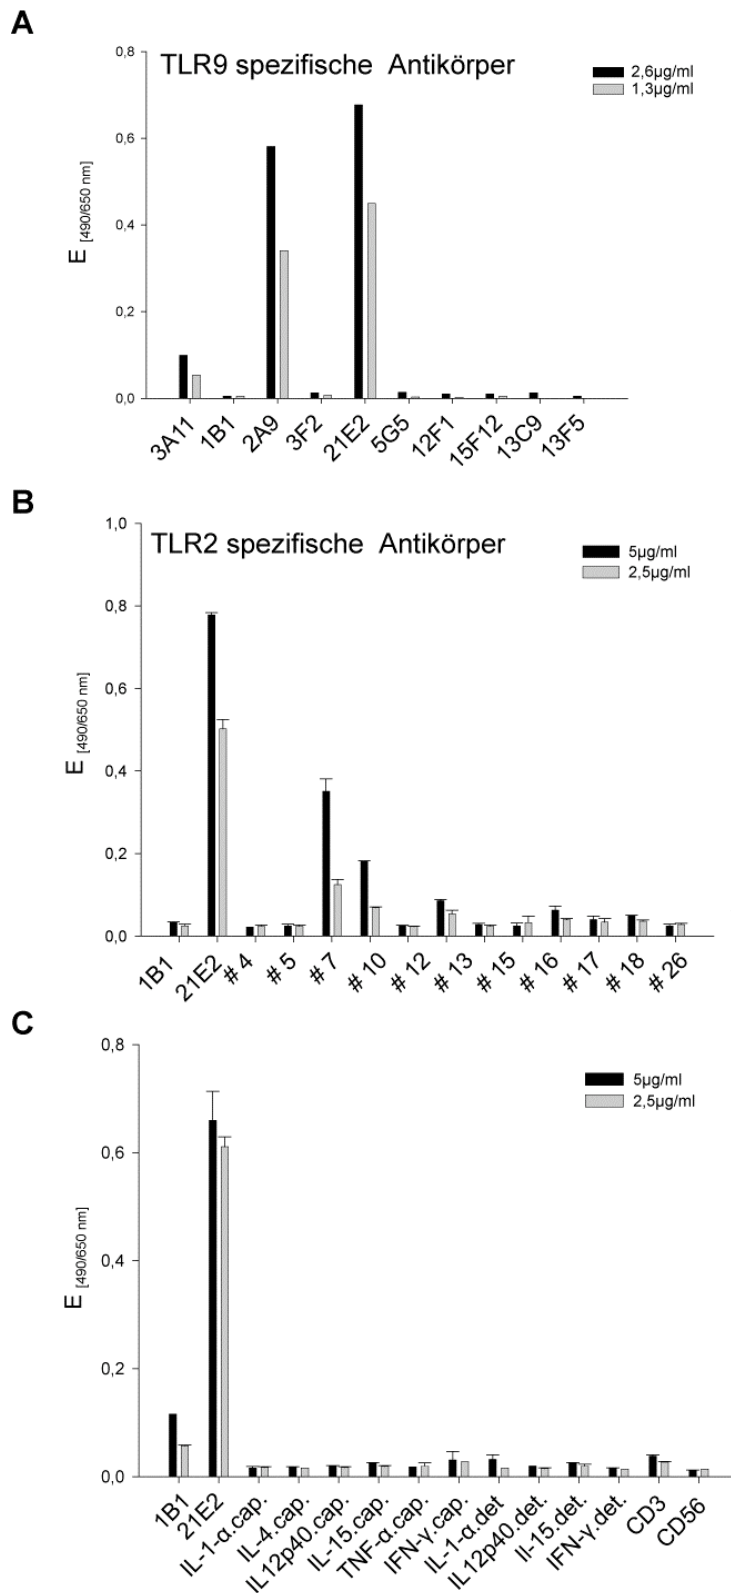 A
TLR9 spezifische Antikörper
2,6µg/ml
1,3µg/ml
0,8
0,6
0,4
0,2
0,0
E [490/650 nm]
3A11 1B1 2A9 3F2 21E2 5G5 12F1 15F12 13C9 13F5
B
TLR2 spezifische Antikörper
5µg/ml
2,5µg/ml
1,0
0,8
0,6
0,4
0,2
0,0
E [490/650 nm]
1B1 21E2 # 4 # 5 # 7 # 10 # 12 # 13 # 15 # 16 # 17 # 18 # 26
C
5µg/ml
2,5µg/ml
0,8
0,6
0,4
0,2
0,0
E [490/650 nm]
1B1 21E2 IL-1-α.cap. IL-4.cap. IL12p40.cap. IL-15.cap. TNF-α.cap. IFN-γ.cap. IL-1-α.det IL12p40.det. Il-15.det. IFN-γ.det. CD3 CD56